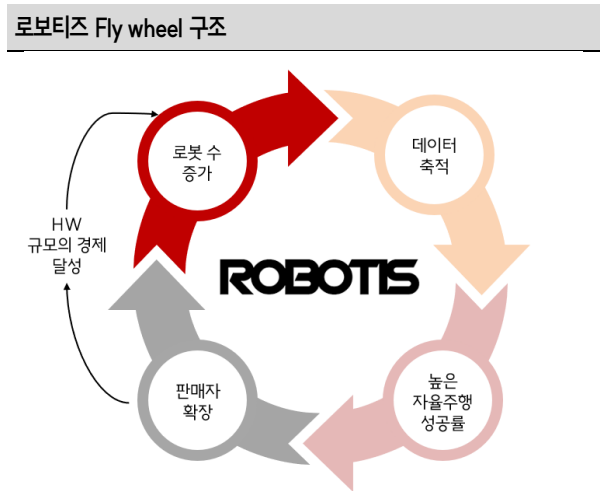 로보티즈 Fly wheel 구조
로봇 수
증가
데이터
축적
HW
규모의 경제
달성
ROBOTIS
판매자
확장
높은
자율주행
성공률